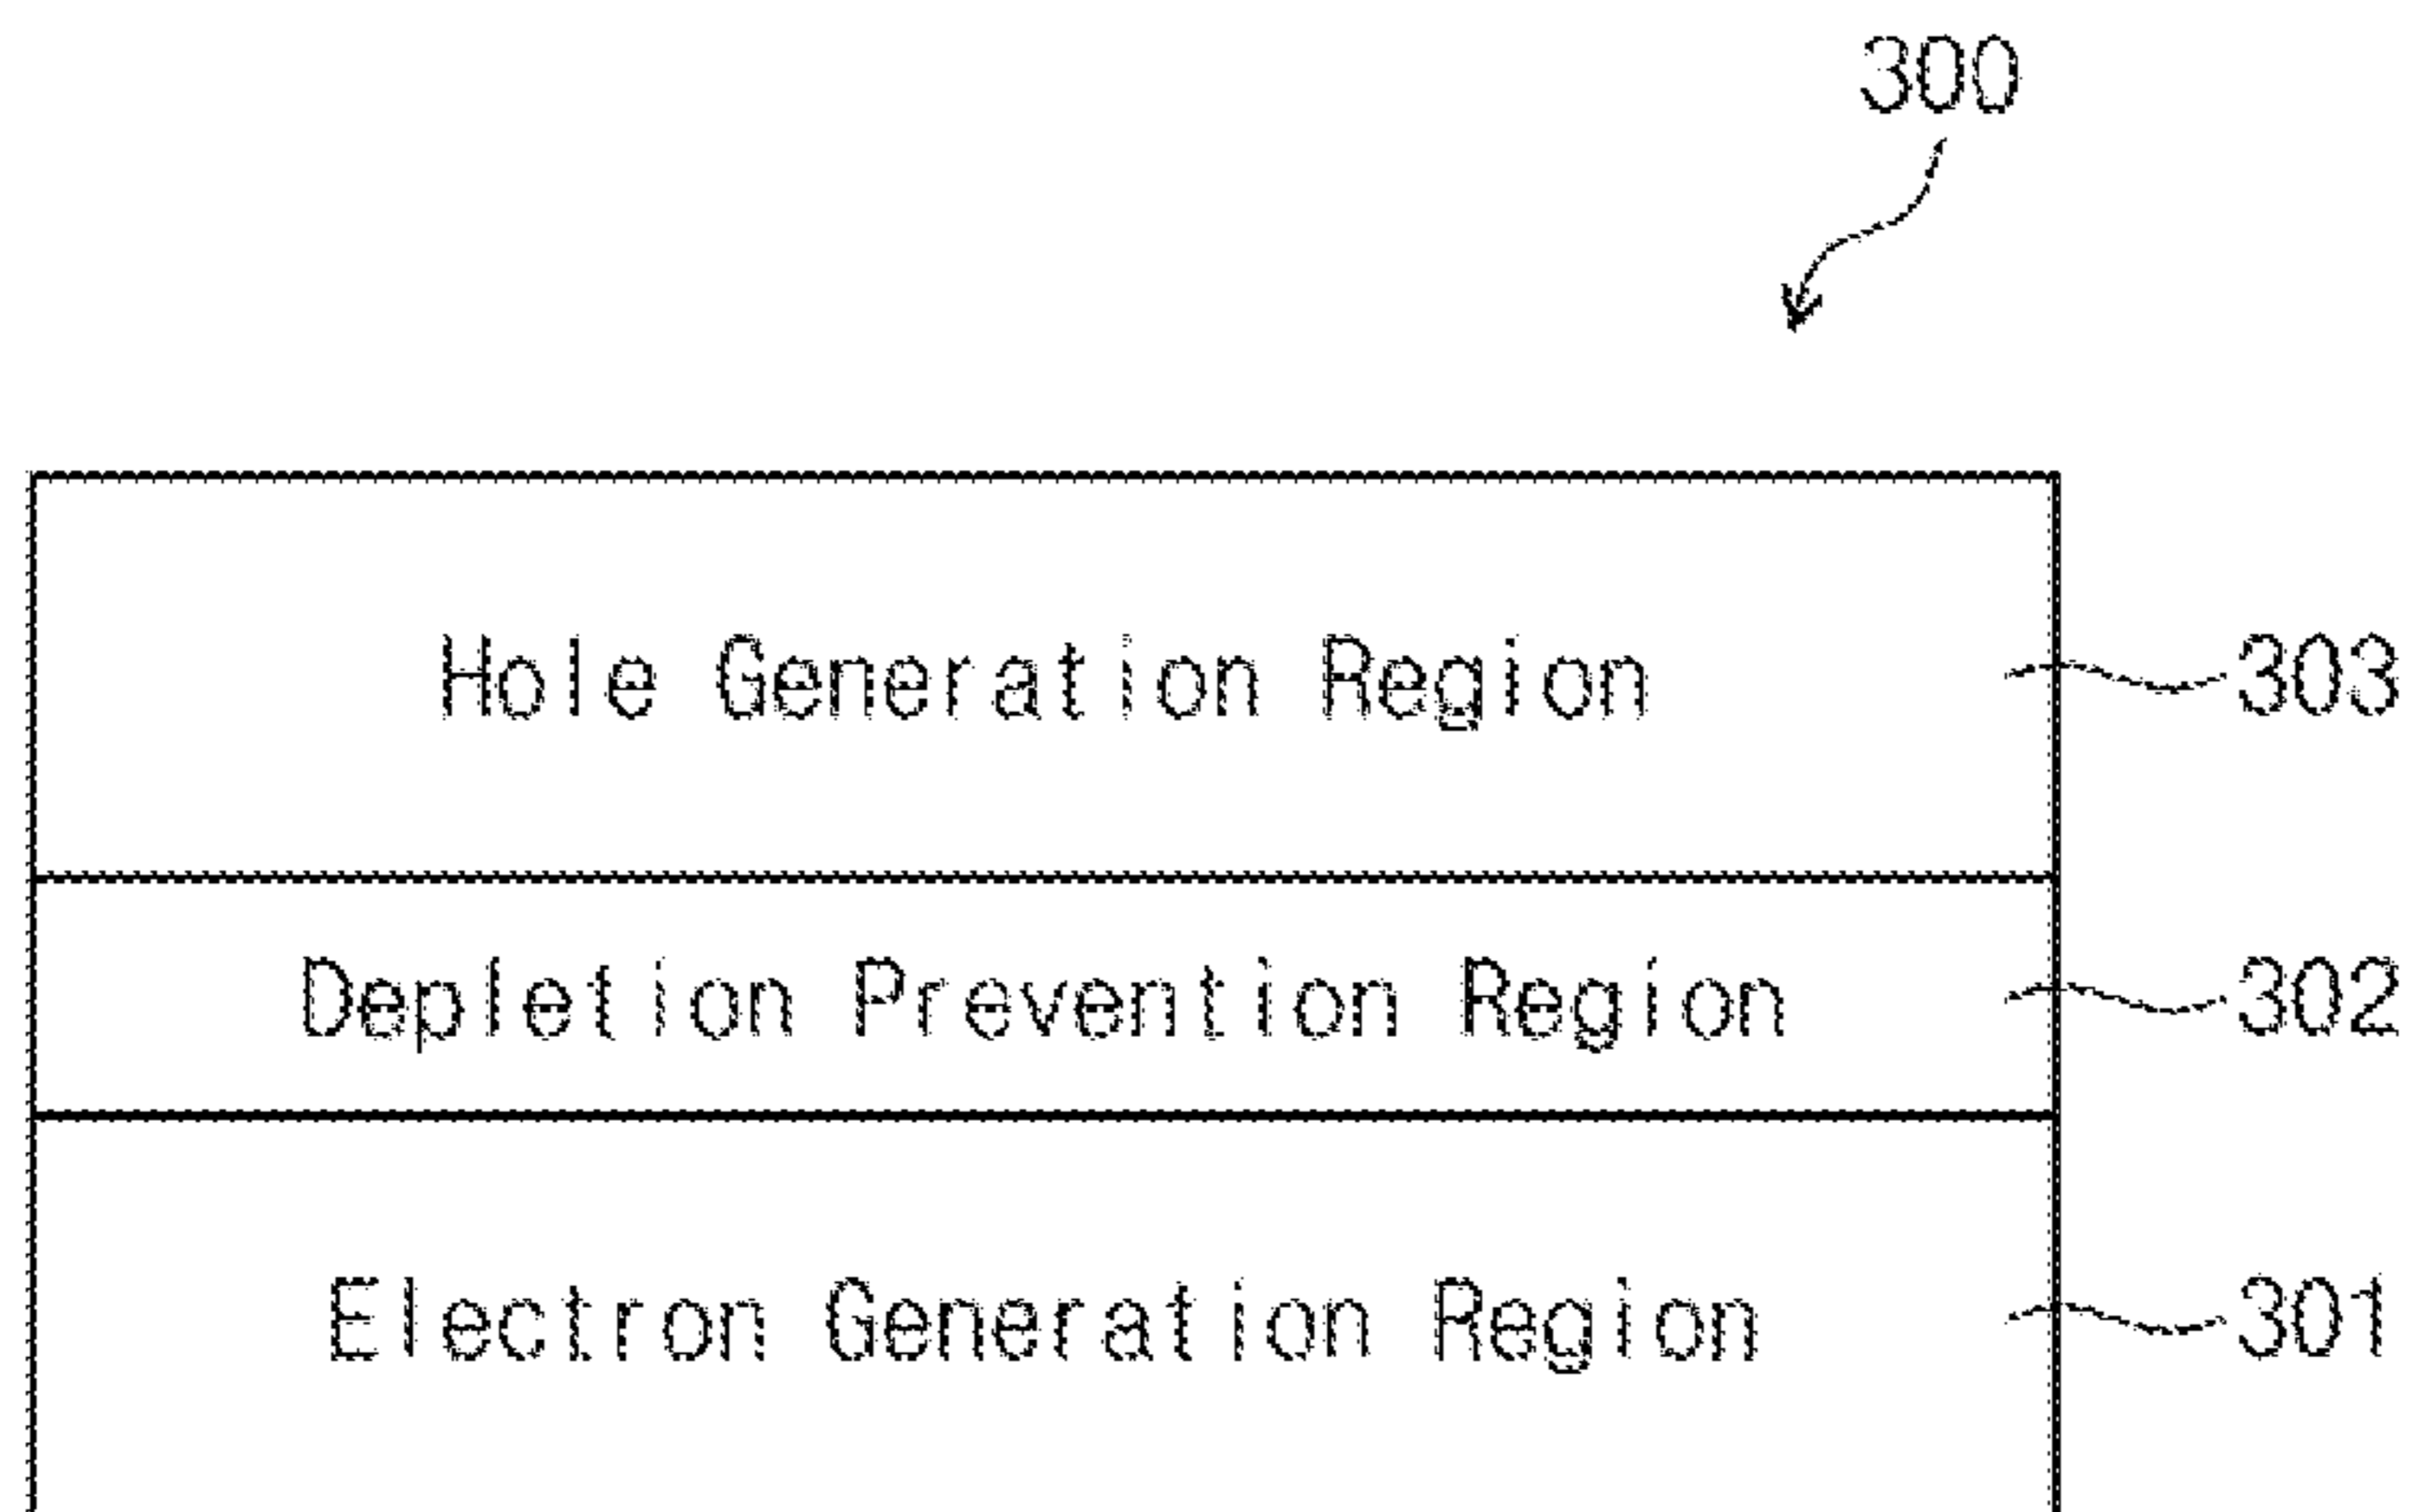 300
Hole Generation Region 303
Depletion Prevention Region 302
Electron Generation Region 301